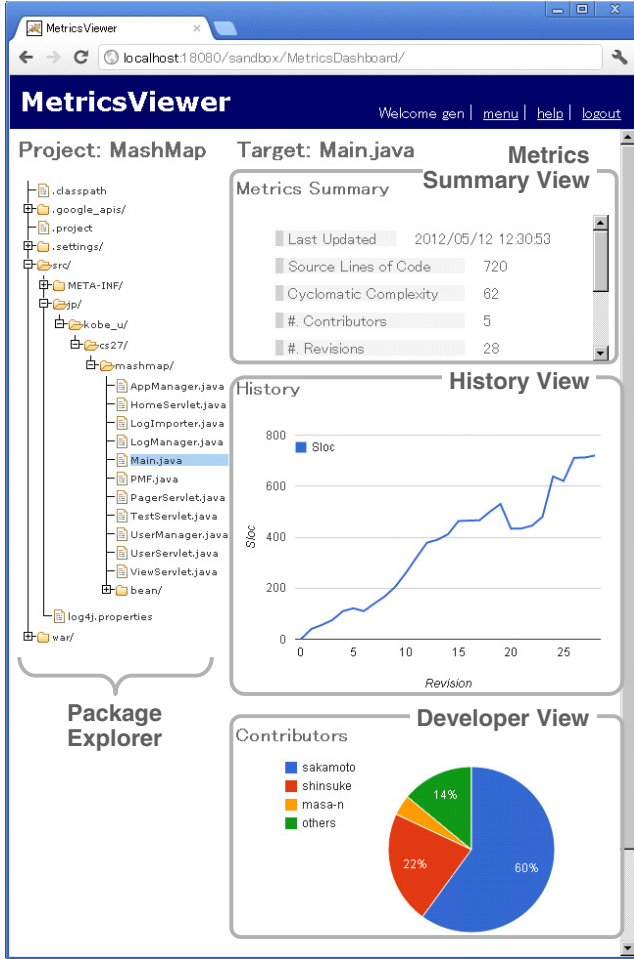 MetricsViewer
localhost:18080/sandbox/MetricsDashboard/
MetricsViewer
Welcome gen | menu | help | logout
Project: MashMap
Target: Main.java
Metrics
Summary View
.classpath
.google_apis/
.project
.settings/
src/
META-INF/
jp/
kobe_u/
cs27/
mashmap/
AppManager.java
HomeServlet.java
LogImporter.java
LogManager.java
Main.java
PMF.java
PagerServlet.java
TestServlet.java
UserManager.java
UserServlet.java
ViewServlet.java
bean/
log4j.properties
war/
Package
Explorer
Metrics Summary
Last Updated 2012/05/12 12:30:53
Source Lines of Code 720
Cyclomatic Complexity 62
#. Contributors 5
#. Revisions 28
History View
History
Sloc
800
600
400
200
0
Sloc
0 5 10 15 20 25
Revision
Developer View
Contributors
sakamoto
shinsuke
masa-n
others
14%
22%
60%